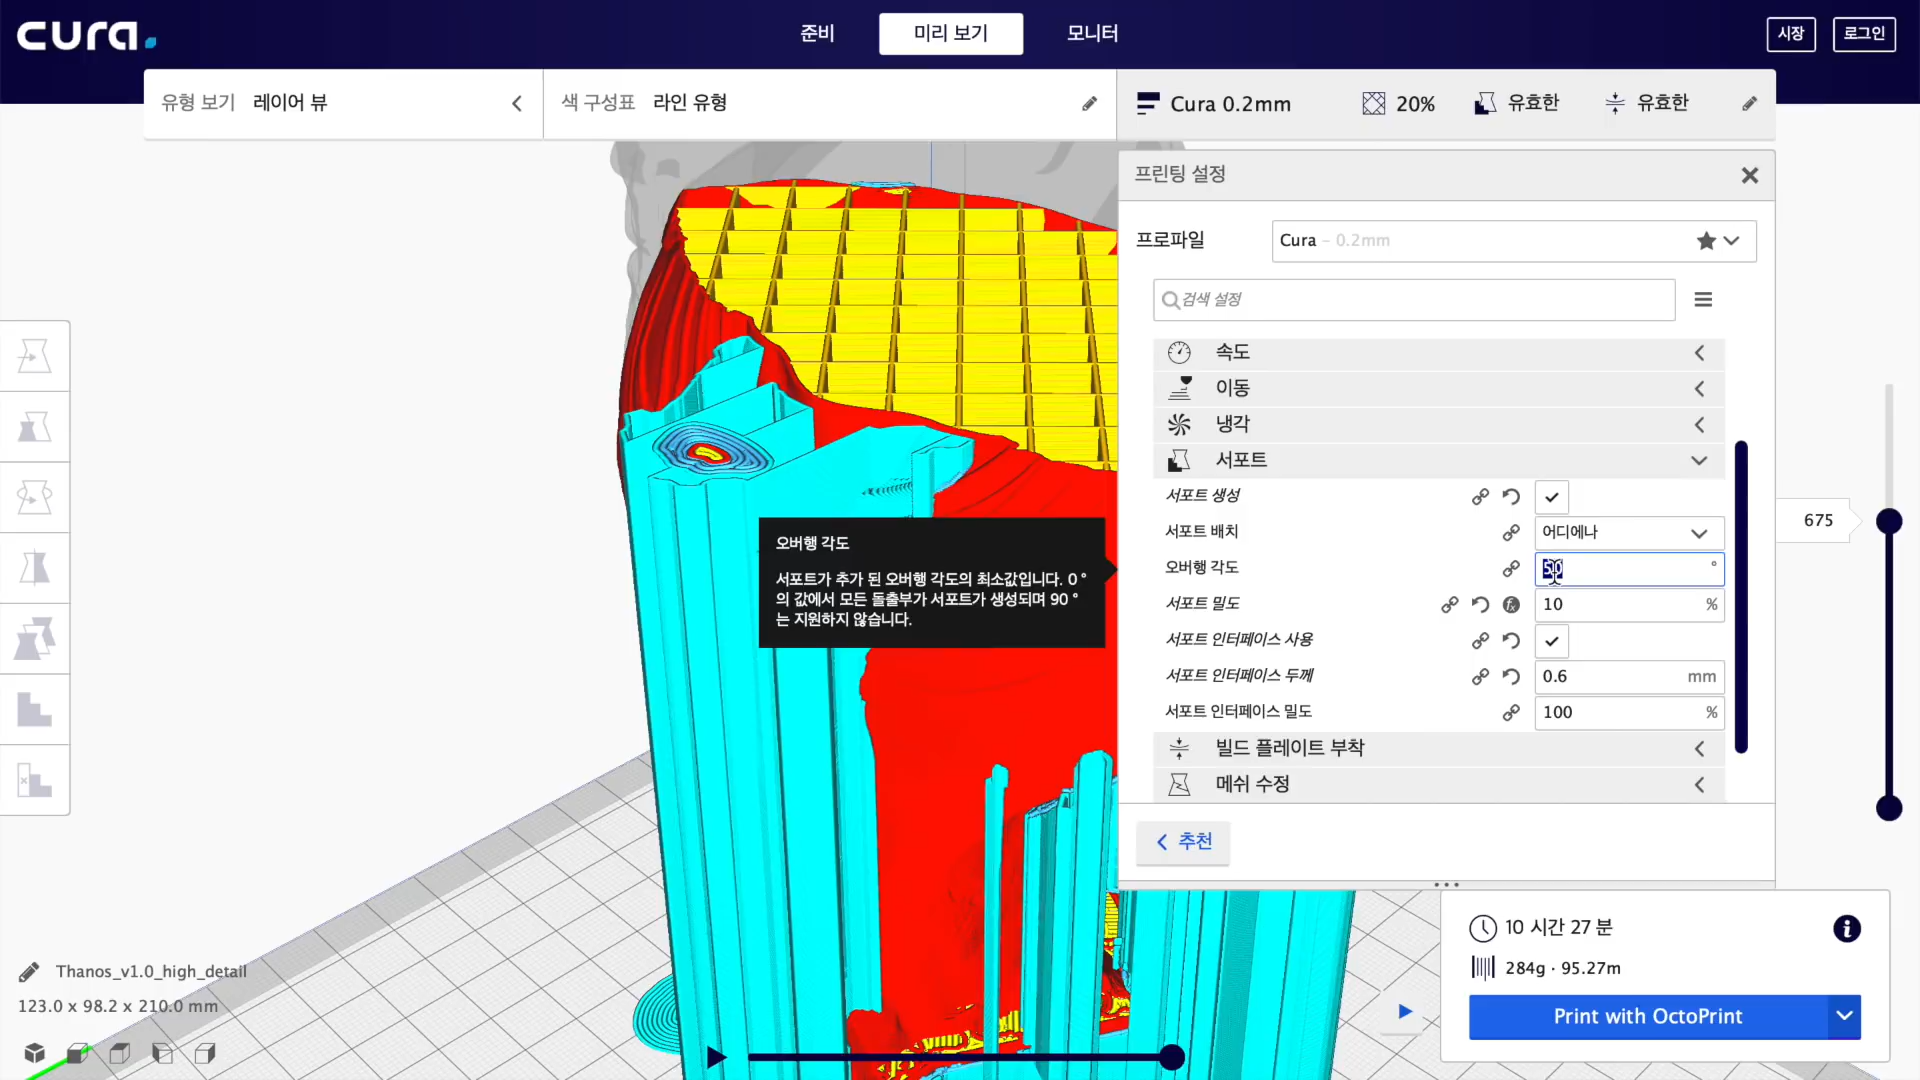 cura.
준비
미리 보기
모니터
시장
로그인
유형 보기 레이어 뷰
색 구성표 라인 유형
Cura 0.2mm
20%
유효한
유효한
프린팅 설정
프로파일
Cura - 0.2mm
검색 설정
속도
이동
냉각
서포트
서포트 생성
서포트 배치
어디에나
오버행 각도
50 °
서포트 밀도
10 %
서포트 인터페이스 사용
서포트 인터페이스 두께
0.6 mm
서포트 인터페이스 밀도
100 %
빌드 플레이트 부착
메쉬 수정
추천
오버행 각도
서포트가 추가 된 오버행 각도의 최소값입니다. 0 °
의 값에서 모든 돌출부가 서포트가 생성되며 90 °
는 지원하지 않습니다.
675
Thanos_v1.0_high_detail
123.0 x 98.2 x 210.0 mm
10 시간 27 분
284g · 95.27m
Print with OctoPrint